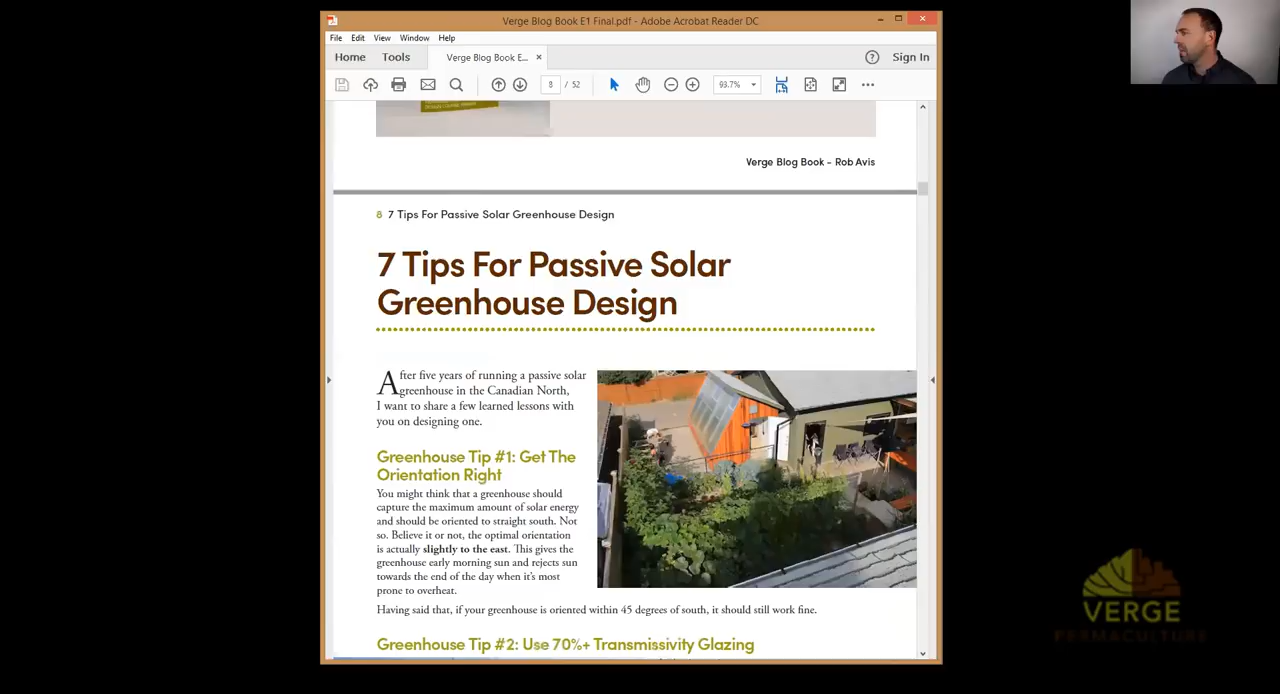 Verge Blog Book E1 Final.pdf - Adobe Acrobat Reader DC
File Edit View Window Help
Home Tools Verge Blog Book E... × ? Sign In
8 / 52 93.7%
Verge Blog Book - Rob Avis
8 7 Tips For Passive Solar Greenhouse Design
7 Tips For Passive Solar
Greenhouse Design
After five years of running a passive solar
greenhouse in the Canadian North,
I want to share a few learned lessons with
you on designing one.
Greenhouse Tip #1: Get The
Orientation Right
You might think that a greenhouse should
capture the maximum amount of solar energy
and should be oriented to straight south. Not
so. Believe it or not, the optimal orientation
is actually slightly to the east. This gives the
greenhouse early morning sun and rejects sun
towards the end of the day when it's most
prone to overheat.
Having said that, if your greenhouse is oriented within 45 degrees of south, it should still work fine.
Greenhouse Tip #2: Use 70%+ Transmissivity Glazing
VERGE
PERMACULTURE